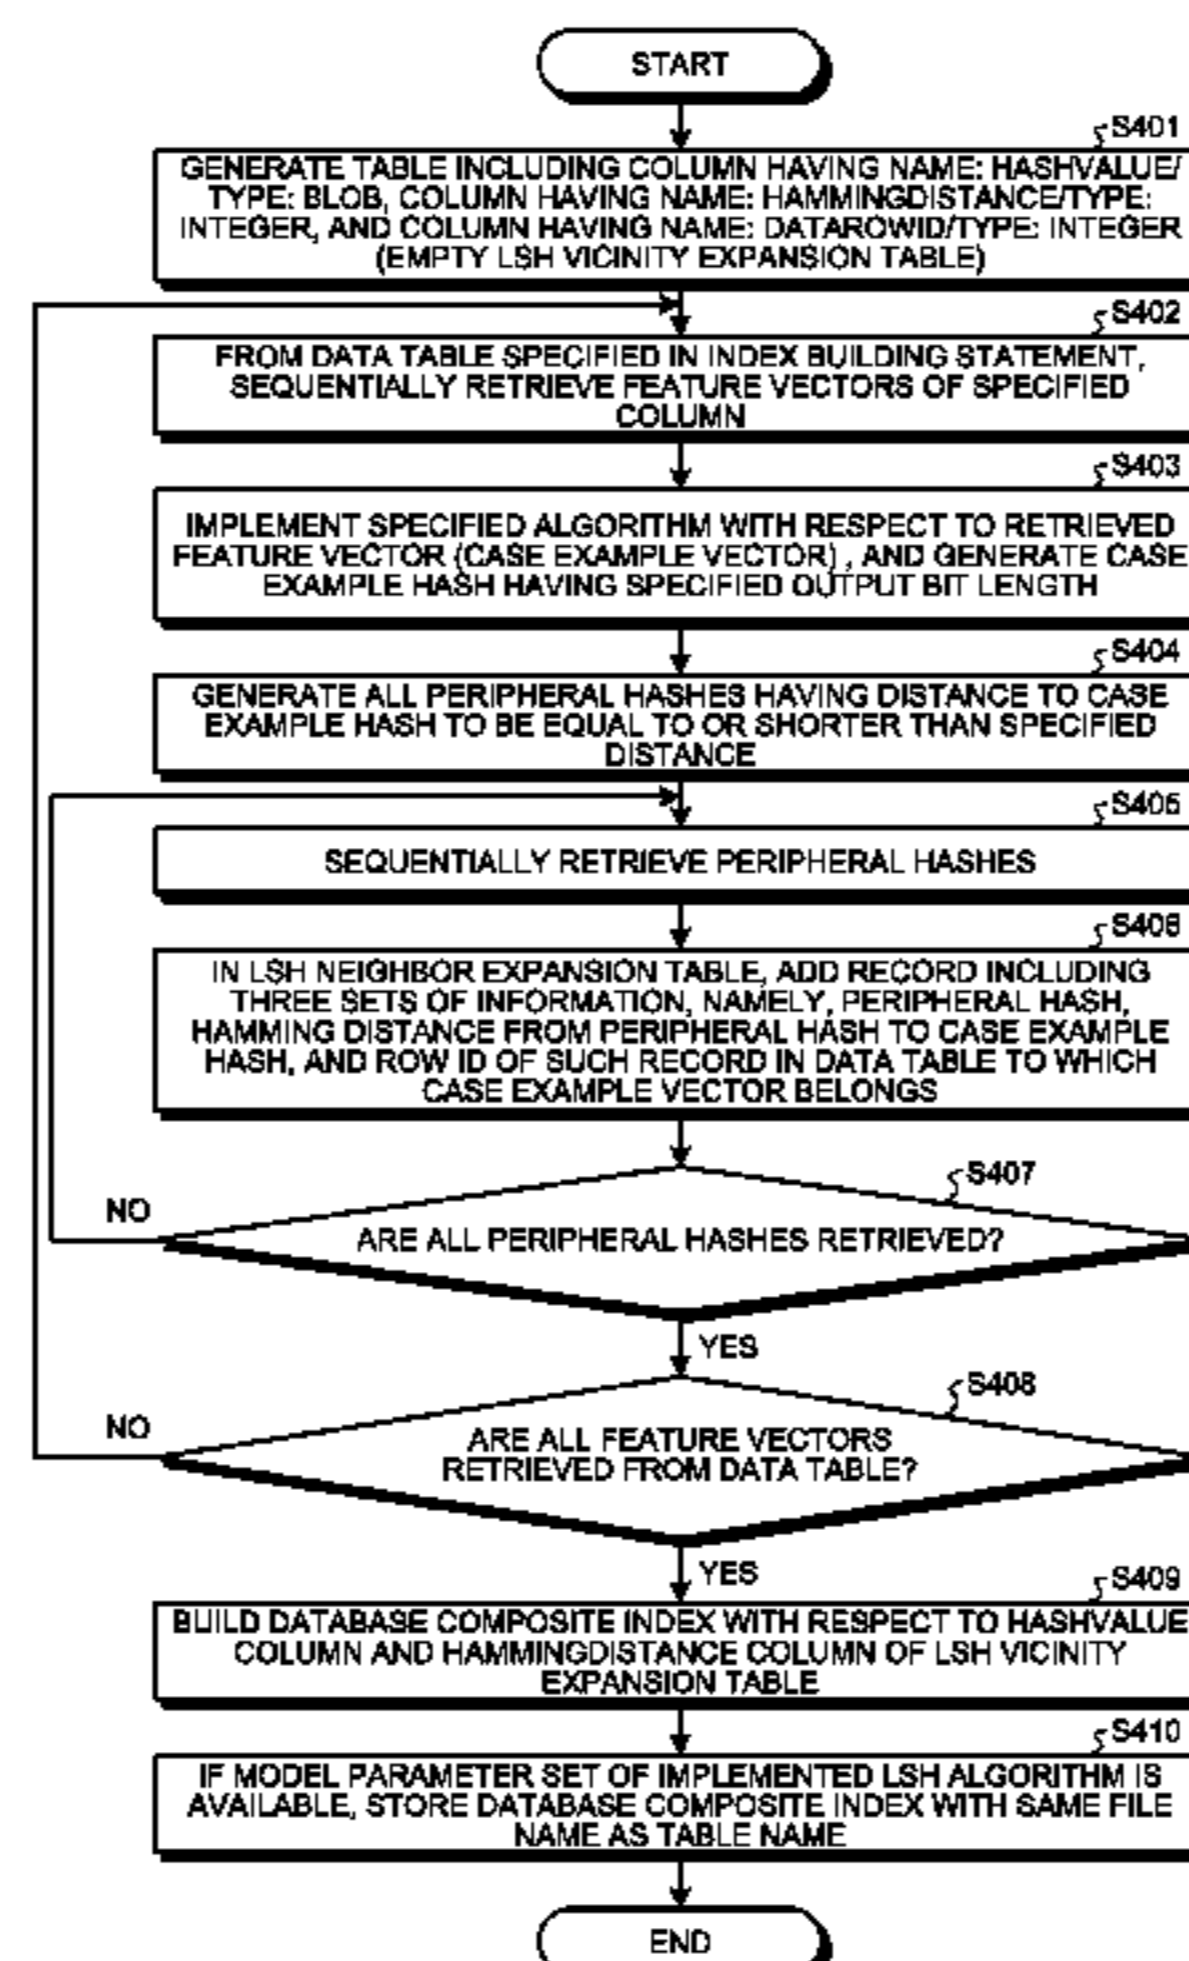 START
S401
GENERATE TABLE INCLUDING COLUMN HAVING NAME: HASHVALUE/
TYPE: BLOB, COLUMN HAVING NAME: HAMMINGDISTANCE/TYPE:
INTEGER, AND COLUMN HAVING NAME: DATAROWID/TYPE: INTEGER
(EMPTY LSH VICINITY EXPANSION TABLE)
S402
FROM DATA TABLE SPECIFIED IN INDEX BUILDING STATEMENT,
SEQUENTIALLY RETRIEVE FEATURE VECTORS OF SPECIFIED
COLUMN
S403
IMPLEMENT SPECIFIED ALGORITHM WITH RESPECT TO RETRIEVED
FEATURE VECTOR (CASE EXAMPLE VECTOR) , AND GENERATE CASE
EXAMPLE HASH HAVING SPECIFIED OUTPUT BIT LENGTH
S404
GENERATE ALL PERIPHERAL HASHES HAVING DISTANCE TO CASE
EXAMPLE HASH TO BE EQUAL TO OR SHORTER THAN SPECIFIED
DISTANCE
S405
SEQUENTIALLY RETRIEVE PERIPHERAL HASHES
S406
IN LSH NEIGHBOR EXPANSION TABLE, ADD RECORD INCLUDING
THREE SETS OF INFORMATION, NAMELY, PERIPHERAL HASH,
HAMMING DISTANCE FROM PERIPHERAL HASH TO CASE EXAMPLE
HASH, AND ROW ID OF SUCH RECORD IN DATA TABLE TO WHICH
CASE EXAMPLE VECTOR BELONGS
S407
NO
ARE ALL PERIPHERAL HASHES RETRIEVED?
YES
S408
NO
ARE ALL FEATURE VECTORS
RETRIEVED FROM DATA TABLE?
YES
S409
BUILD DATABASE COMPOSITE INDEX WITH RESPECT TO HASHVALUE
COLUMN AND HAMMINGDISTANCE COLUMN OF LSH VICINITY
EXPANSION TABLE
S410
IF MODEL PARAMETER SET OF IMPLEMENTED LSH ALGORITHM IS
AVAILABLE, STORE DATABASE COMPOSITE INDEX WITH SAME FILE
NAME AS TABLE NAME
END